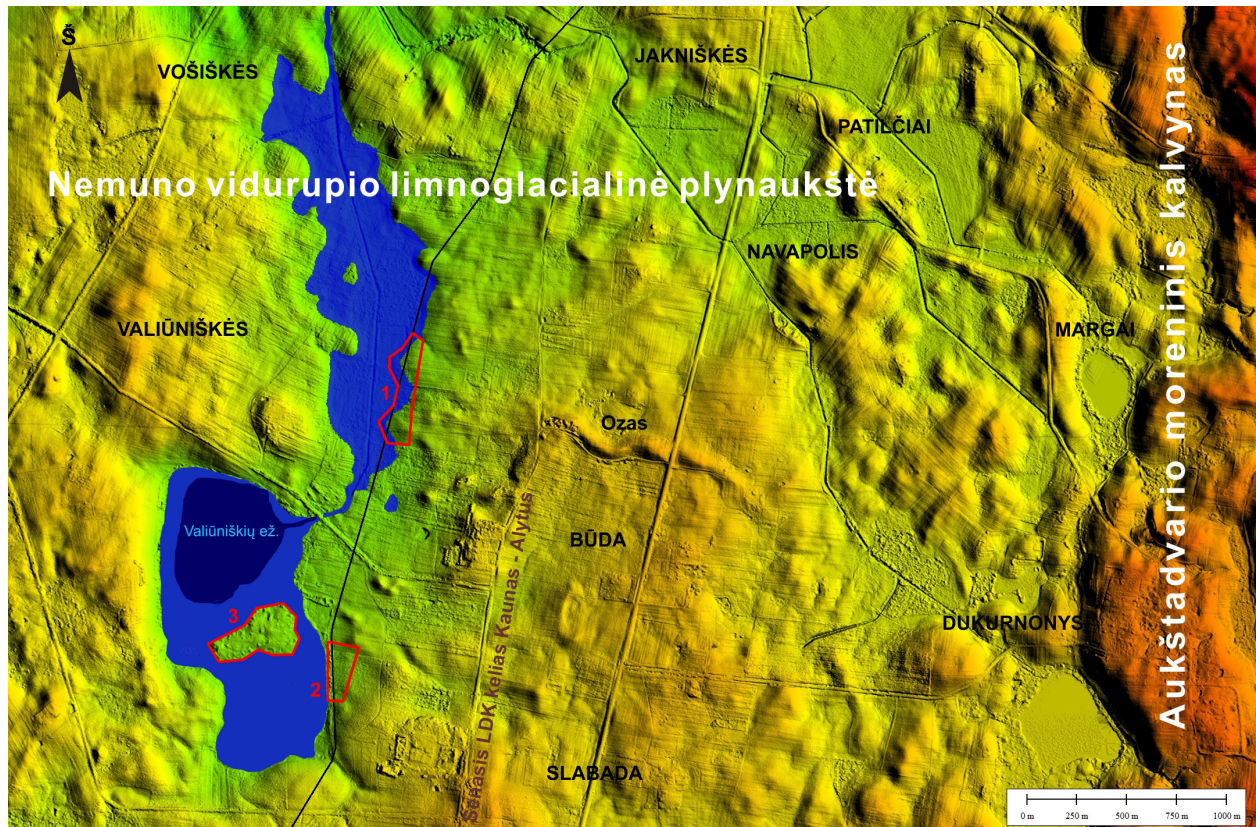 Š
VOŠIŠKĖS
JAKNIŠKĖS
PATILČIAI
Nemuno vidurupio limnoglacialinė plynaukštė
NAVAPOLIS
VALIŪNIŠKĖS
MARGAI
Aukštadvario moreninis kalvynas
1
Ozas
Valiūniškių ež.
BŪDA
Senasis LDK kelias Kaunas - Alytus
3
DUKURNONYS
2
SLABADA
0 m 250 m 500 m 750 m 1000 m